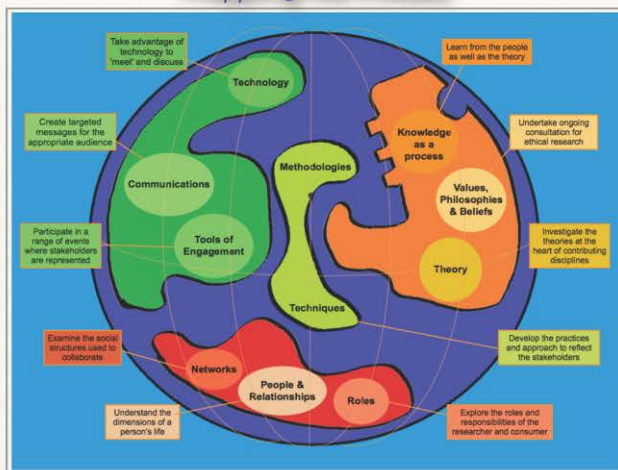 Take advantage of
technology to
'meet' and discuss
Technology
Learn from the people
as well as the theory
Create targeted
messages for the
appropriate audience
Communications
Knowledge
as a
process
Undertake ongoing
consultation for
ethical research
Methodologies
Values,
Philosophies
& Beliefs
Participate in a
range of events
where stakeholders
are represented
Tools of
Engagement
Theory
Investigate the
theories at the
heart of contributing
disciplines
Techniques
Examine the social
structures used to
collaborate
Networks
Develop the practices
and approach to reflect
the stakeholders
People &
Relationships
Roles
Understand the
dimensions of a
person's life
Explore the roles and
responsibilities of the
researcher and consumer